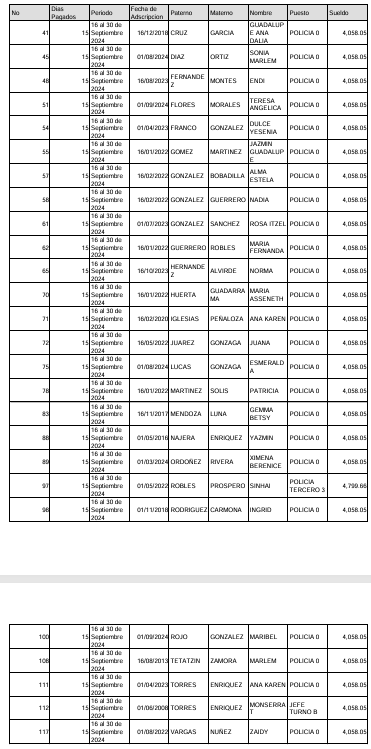 No Dias Pagados Periodo Fecha de Adscripcion Paterno Materno Nombre Puesto Sueldo
41 15 16 al 30 de Septiembre 2024 16/12/2018 CRUZ GARCIA GUADALUPE ANA DALIA POLICIA 0 4,058.05
45 15 16 al 30 de Septiembre 2024 01/08/2024 DIAZ ORTIZ SONIA MARLEM POLICIA 0 4,058.05
48 15 16 al 30 de Septiembre 2024 16/08/2023 FERNANDEZ MONTES ENDI POLICIA 0 4,058.05
51 15 16 al 30 de Septiembre 2024 01/09/2024 FLORES MORALES TERESA ANGELICA POLICIA 0 4,058.05
54 15 16 al 30 de Septiembre 2024 01/04/2023 FRANCO GONZALEZ DULCE YESENIA POLICIA 0 4,058.05
55 15 16 al 30 de Septiembre 2024 16/01/2022 GOMEZ MARTINEZ JAZMIN GUADALUPE POLICIA 0 4,058.05
57 15 16 al 30 de Septiembre 2024 16/02/2022 GONZALEZ BOBADILLA ALMA ESTELA POLICIA 0 4,058.05
58 15 16 al 30 de Septiembre 2024 16/02/2022 GONZALEZ GUERRERO NADIA POLICIA 0 4,058.05
61 15 16 al 30 de Septiembre 2024 01/07/2023 GONZALEZ SANCHEZ ROSA ITZEL POLICIA 0 4,058.05
62 15 16 al 30 de Septiembre 2024 16/01/2022 GUERRERO ROBLES MARIA FERNANDA POLICIA 0 4,058.05
65 15 16 al 30 de Septiembre 2024 16/10/2023 HERNANDEZ ALVIRDE NORMA POLICIA 0 4,058.05
70 15 16 al 30 de Septiembre 2024 16/01/2022 HUERTA GUADARRAMA MARIA ASSENETH POLICIA 0 4,058.05
71 15 16 al 30 de Septiembre 2024 16/02/2020 IGLESIAS PEÑALOZA ANA KAREN POLICIA 0 4,058.05
72 15 16 al 30 de Septiembre 2024 16/05/2022 JUAREZ GONZAGA JUANA POLICIA 0 4,058.05
75 15 16 al 30 de Septiembre 2024 01/08/2024 LUCAS GONZAGA ESMERALDA POLICIA 0 4,058.05
78 15 16 al 30 de Septiembre 2024 16/01/2022 MARTINEZ SOLIS PATRICIA POLICIA 0 4,058.05
83 15 16 al 30 de Septiembre 2024 16/11/2017 MENDOZA LUNA GEMMA BETSY POLICIA 0 4,058.05
88 15 16 al 30 de Septiembre 2024 01/05/2016 NAJERA ENRIQUEZ YAZMIN POLICIA 0 4,058.05
89 15 16 al 30 de Septiembre 2024 01/03/2024 ORDOÑEZ RIVERA XIMENA BERENICE POLICIA 0 4,058.05
97 15 16 al 30 de Septiembre 2024 01/05/2022 ROBLES PROSPERO SINHAI POLICIA TERCERO 3 4,799.66
98 15 16 al 30 de Septiembre 2024 01/11/2018 RODRIGUEZ CARMONA INGRID POLICIA 0 4,058.05
100 15 16 al 30 de Septiembre 2024 01/09/2024 ROJO GONZALEZ MARIBEL POLICIA 0 4,058.05
108 15 16 al 30 de Septiembre 2024 16/08/2013 TETATZIN ZAMORA MARLEM POLICIA 0 4,058.05
111 15 16 al 30 de Septiembre 2024 01/04/2023 TORRES ENRIQUEZ ANA KAREN POLICIA 0 4,058.05
112 15 16 al 30 de Septiembre 2024 01/06/2008 TORRES ENRIQUEZ MONSERRAT JEFE TURNO B 4,058.05
117 15 16 al 30 de Septiembre 2024 01/08/2022 VARGAS NUÑEZ ZAIDY POLICIA 0 4,058.05